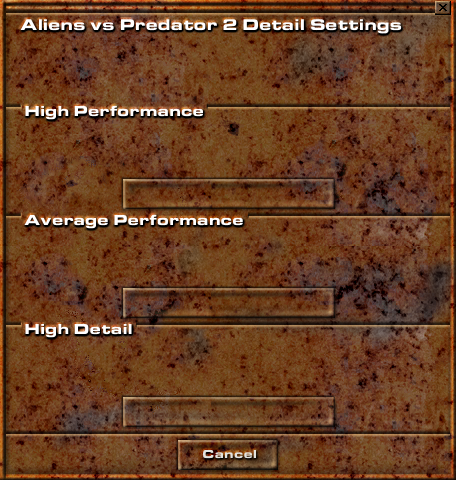 Aliens vs Predator 2 Detail Settings
High Performance
Average Performance
High Detail
Cancel